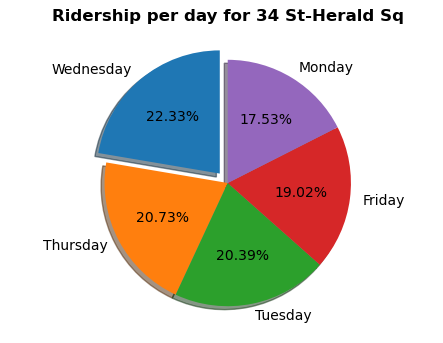 Ridership per day for 34 St-Herald Sq
Wednesday
22.33%
Monday
17.53%
Friday
19.02%
Thursday
20.73%
Tuesday
20.39%